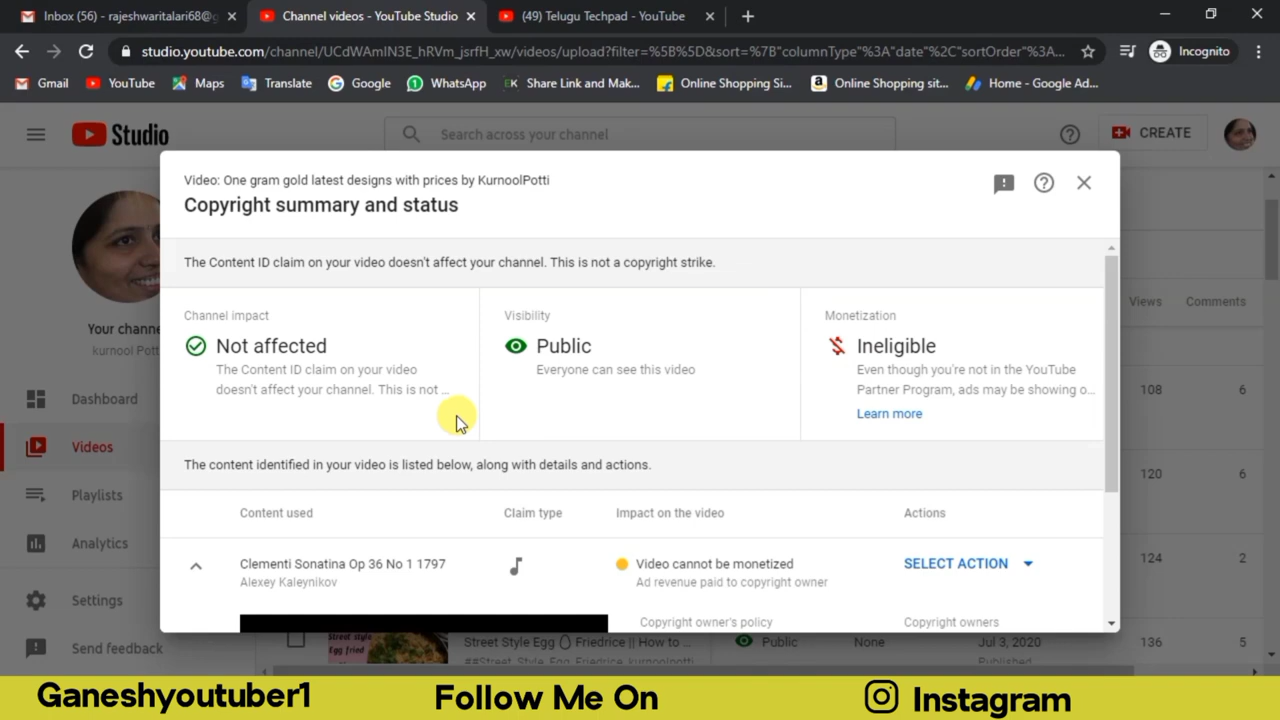 Inbox (56) - rajeshwaritalari68@g
Channel videos - YouTube Studio
(49) Telugu Techpad - YouTube
studio.youtube.com/channel/UCdWAmIN3E_hRVm_jsrfH_xw/videos/upload?filter=%5B%5D&sort=%7B"columnType"%3A"date"%2C"sortOrder"%3A...
Incognito
Gmail
YouTube
Maps
Translate
Google
WhatsApp
EK Share Link and Mak...
Online Shopping Si...
Online Shopping sit...
Home - Google Ad...
Studio
Search across your channel
CREATE
Video: One gram gold latest designs with prices by KurnoolPotti
Copyright summary and status
The Content ID claim on your video doesn't affect your channel. This is not a copyright strike.
Channel impact
Not affected
The Content ID claim on your video
doesn't affect your channel. This is not ...
Visibility
Public
Everyone can see this video
Monetization
Ineligible
Even though you're not in the YouTube
Partner Program, ads may be showing o...
Learn more
The content identified in your video is listed below, along with details and actions.
Content used
Claim type
Impact on the video
Actions
Clementi Sonatina Op 36 No 1 1797
Alexey Kaleynikov
Video cannot be monetized
Ad revenue paid to copyright owner
SELECT ACTION
Copyright owner's policy
Copyright owners
Your channe
kurnool Pott
Dashboard
Videos
Playlists
Analytics
Settings
Send feedback
Views
Comments
108
6
120
6
124
2
Street style
Egg fried
Street Style Egg Friedrice || How to
##Street_Style_Egg_Friedrice_kurnoolpotti
Public
None
Jul 3, 2020
Published
136
5
Ganeshyoutuber1
Follow Me On
Instagram